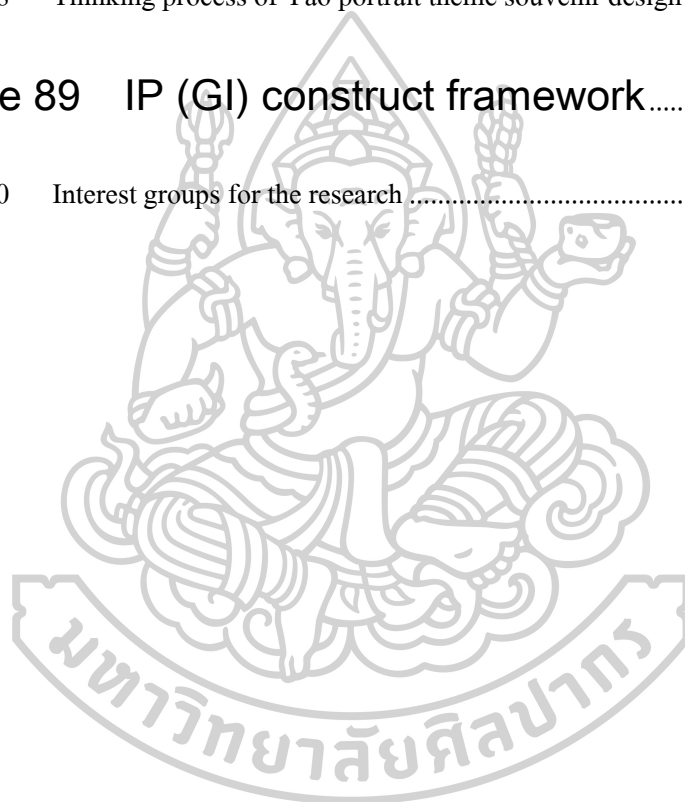 Thinking process of Yao portrait theme souvenir design
e 89 IP (GI) construct framework.....
0 Interest groups for the research ........................................
มหาวิทยาลัยศิลปากร